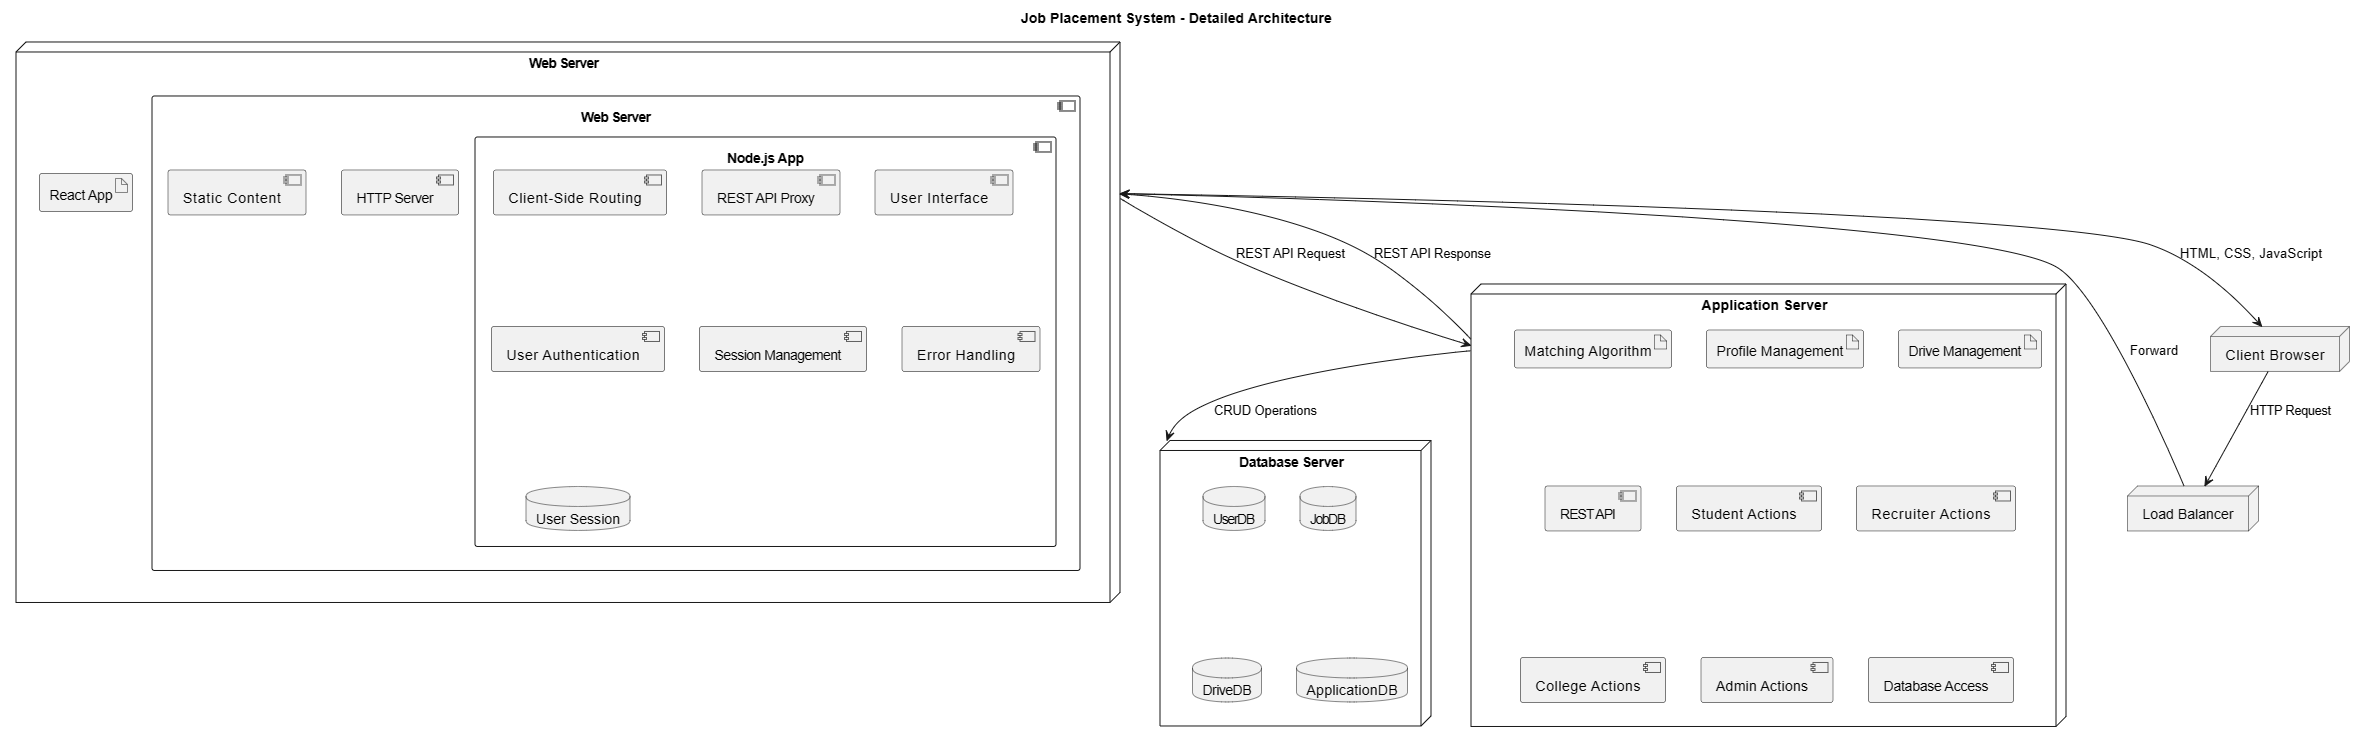 Job Placement System - Detailed Architecture
Web Server
Web Server
Node.js App
React App
Static Content
HTTP Server
Client-Side Routing
REST API Proxy
User Interface
User Authentication
Session Management
Error Handling
User Session
REST API Request
REST API Response
HTML, CSS, JavaScript
Forward
Client Browser
HTTP Request
Load Balancer
CRUD Operations
Application Server
Matching Algorithm
Profile Management
Drive Management
REST API
Student Actions
Recruiter Actions
College Actions
Admin Actions
Database Access
Database Server
UserDB
JobDB
DriveDB
ApplicationDB